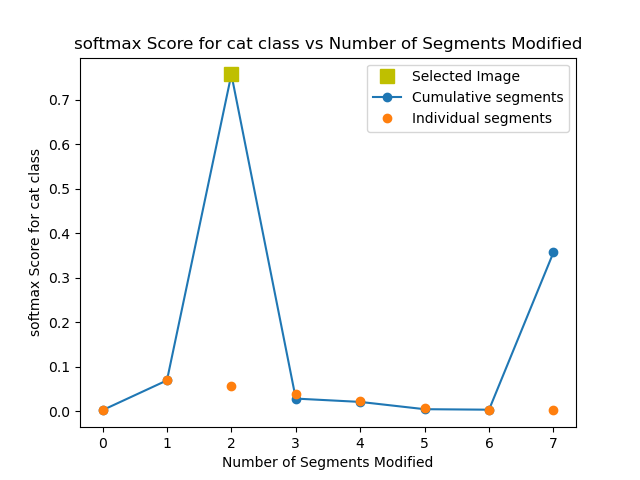 softmax Score for cat class vs Number of Segments Modified
Selected Image
Cumulative segments
Individual segments
softmax Score for cat class
0.7
0.6
0.5
0.4
0.3
0.2
0.1
0.0
0 1 2 3 4 5 6 7
Number of Segments Modified